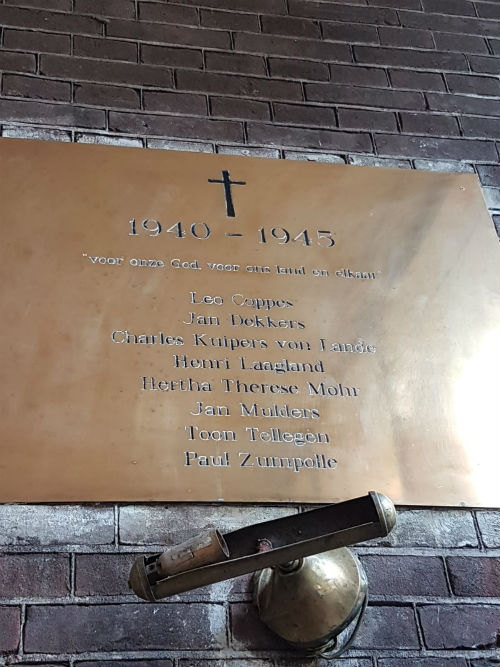 1940 - 1945
"voor onze God, voor ons land en elkaar"
Leo Coppes
Jan Dekkers
Charles Kuipers von Lande
Henri Laagland
Hertha Therese Mohr
Jan Mulders
Toon Tellegen
Paul Zumpolle